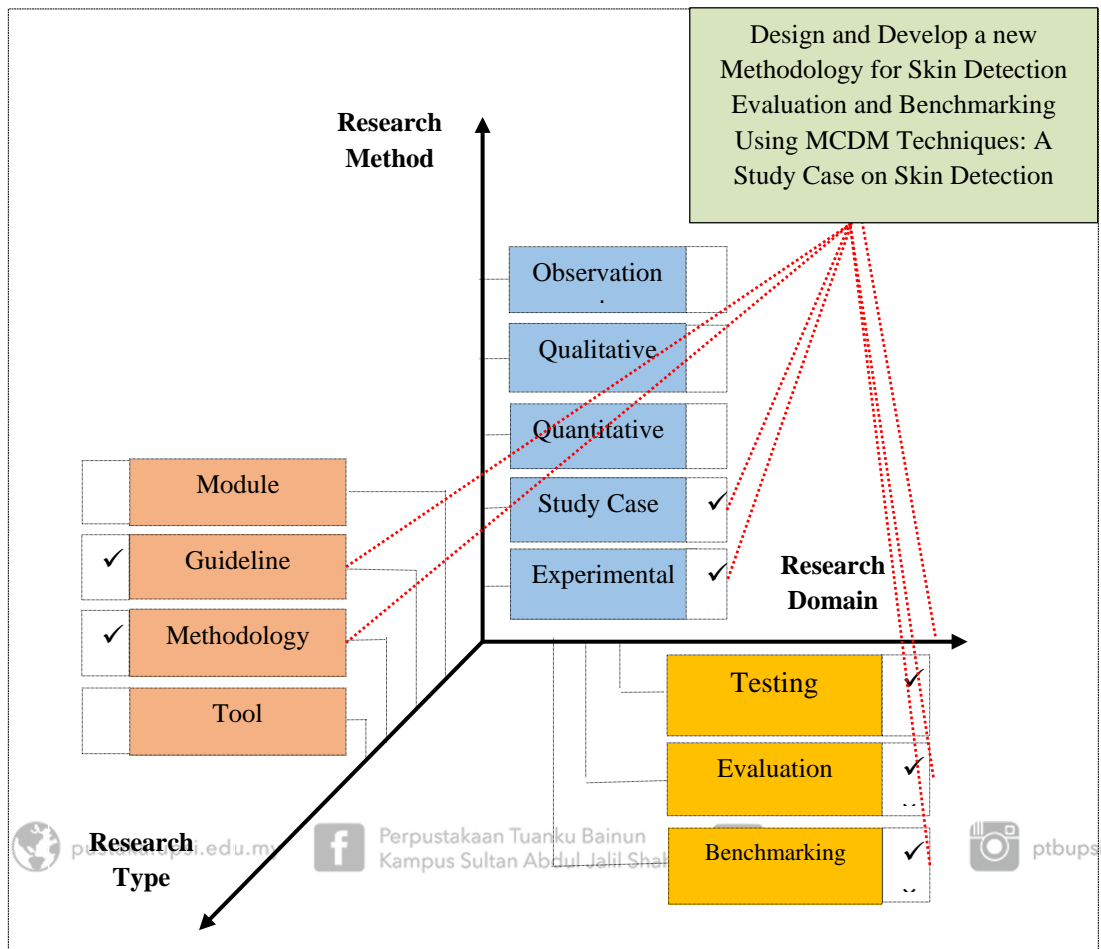 Design and Develop a new
Methodology for Skin Detection
Evaluation and Benchmarking
Using MCDM Techniques: A
Study Case on Skin Detection
Research
Method
Observation
.
Qualitative
Quantitative
Study Case ✓
Experimental ✓
Module
✓ Guideline
✓ Methodology
Tool
Research
Domain
Testing ✓
Evaluation ✓
Benchmarking ✓
Research
Type
Perpustakaan Tuanku Bainun
Kampus Sultan Abdul Jalil
ptbups